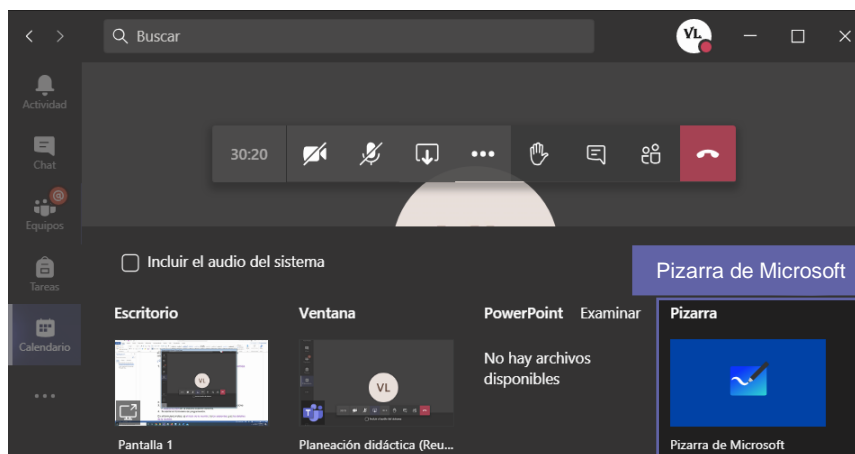 Buscar
VL
Actividad
Chat
Equipos
Tareas
Calendario
30:20
Incluir el audio del sistema
Pizarra de Microsoft
Escritorio
Ventana
PowerPoint Examinar
Pizarra
No hay archivos
disponibles
VL
VL
Pantalla 1
Planeación didáctica (Reu...
Pizarra de Microsoft